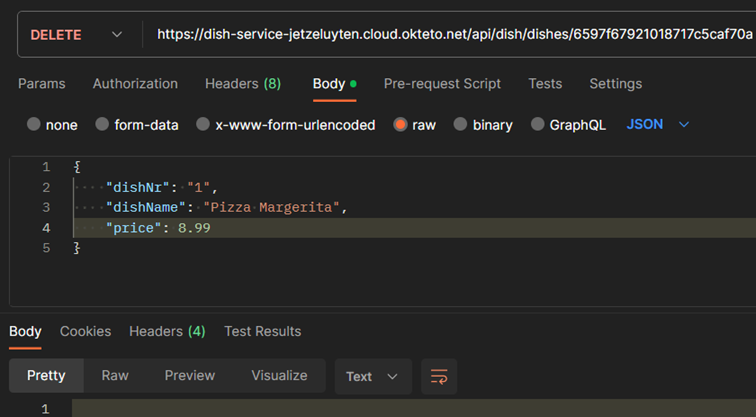 DELETE https://dish-service-jetzeluyten.cloud.okteto.net/api/dish/dishes/6597f67921018717c5caf70a
Params Authorization Headers (8) Body Pre-request Script Tests Settings
none form-data x-www-form-urlencoded raw binary GraphQL JSON
1 {
2 "dishNr": "1",
3 "dishName": "Pizza Margerita",
4 "price": 8.99
5 }
Body Cookies Headers (4) Test Results
Pretty Raw Preview Visualize Text
1